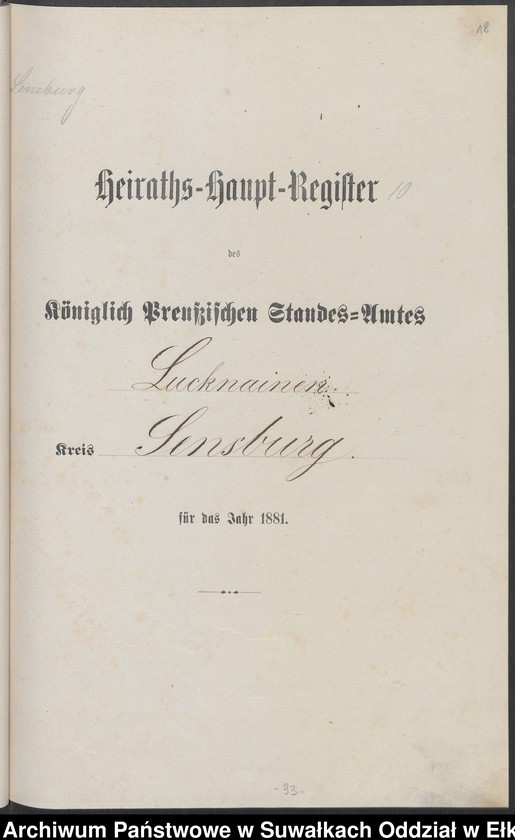 18
Sensburg
Heiraths-Haupt-Register 10
des
Königlich Preußischen Standes-Amtes
Lucknainen.
Kreis Sensburg.
für das Jahr 1881.
-33-
Archiwum Państwowe w Suwałkach Oddział w Ełk